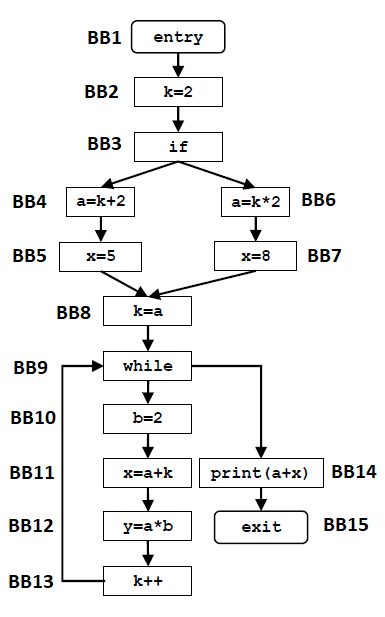 BB1 entry
BB2 k=2
BB3 if
BB4 a=k+2 a=k*2 BB6
BB5 x=5 x=8 BB7
BB8 k=a
BB9 while
BB10 b=2
BB11 x=a+k print(a+x) BB14
BB12 y=a*b exit BB15
BB13 k++